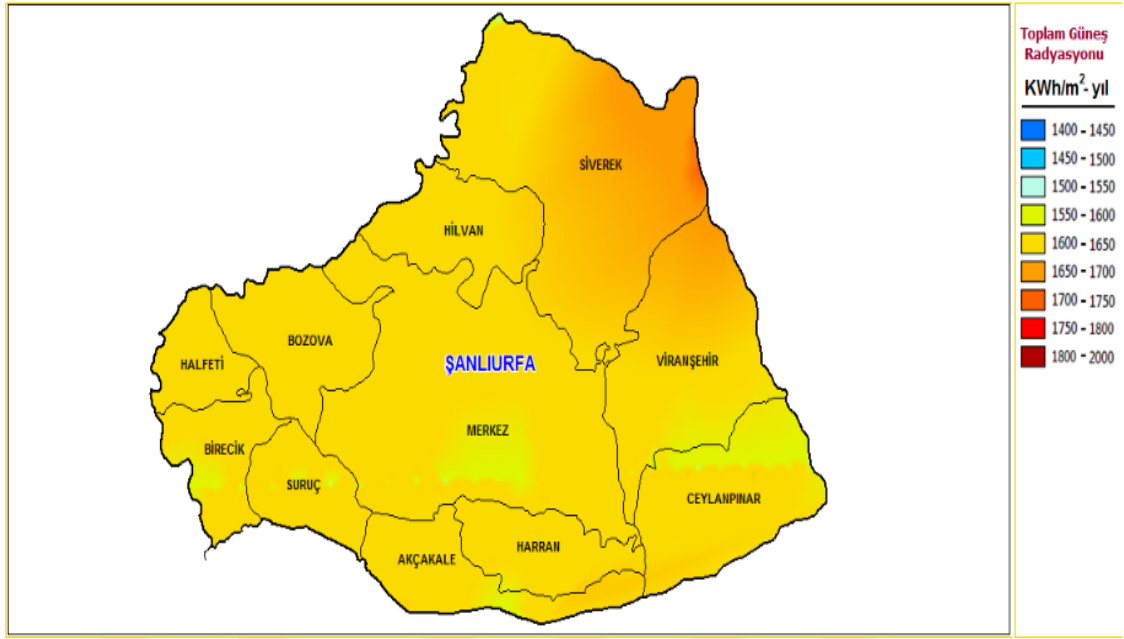 SİVEREK
HİLVAN
BOZOVA
HALFETİ
ŞANLIURFA
VİRANŞEHİR
MERKEZ
BİRECİK
SURUÇ
CEYLANPINAR
AKÇAKALE
HARRAN
Toplam Güneş
Radyasyonu
KWh/m²- yıl
1400 - 1450
1450 - 1500
1500 - 1550
1550 - 1600
1600 - 1650
1650 - 1700
1700 - 1750
1750 - 1800
1800 - 2000